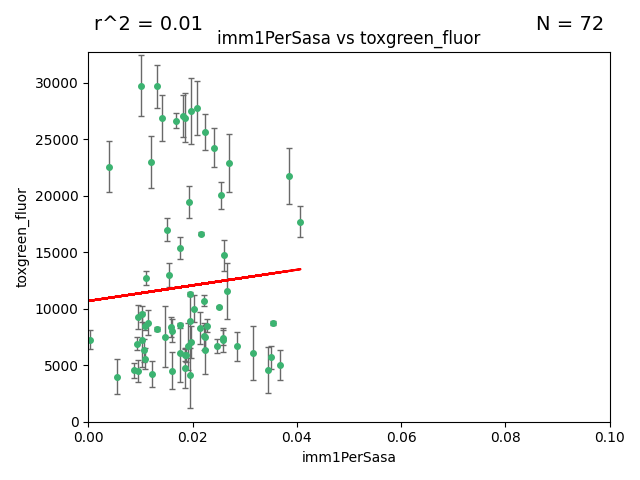 r^2 = 0.01
N = 72
imm1PerSasa vs toxgreen_fluor
30000
25000
20000
15000
10000
5000
0
toxgreen_fluor
0.00
0.02
0.04
0.06
0.08
0.10
imm1PerSasa